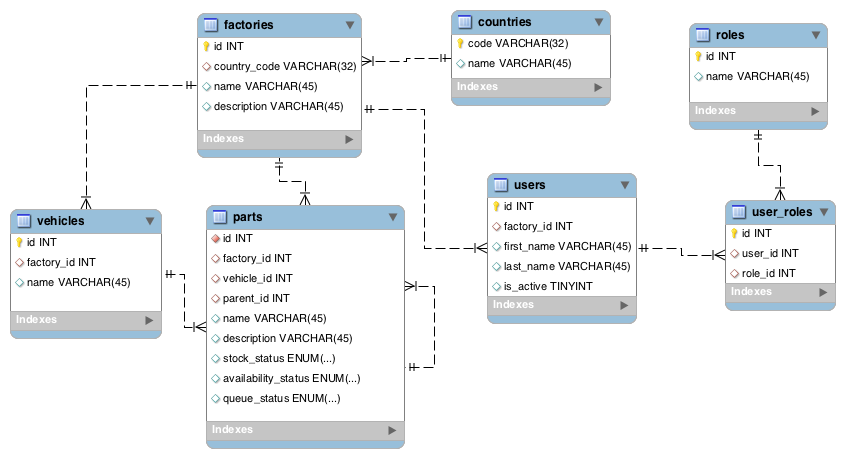 factories
id INT
country_code VARCHAR(32)
name VARCHAR(45)
description VARCHAR(45)
Indexes
countries
code VARCHAR(32)
name VARCHAR(45)
Indexes
roles
id INT
name VARCHAR(45)
Indexes
vehicles
id INT
factory_id INT
name VARCHAR(45)
Indexes
parts
id INT
factory_id INT
vehicle_id INT
parent_id INT
name VARCHAR(45)
description VARCHAR(45)
stock_status ENUM(...)
availability_status ENUM(...)
queue_status ENUM(...)
Indexes
users
id INT
factory_id INT
first_name VARCHAR(45)
last_name VARCHAR(45)
is_active TINYINT
Indexes
user_roles
id INT
user_id INT
role_id INT
Indexes